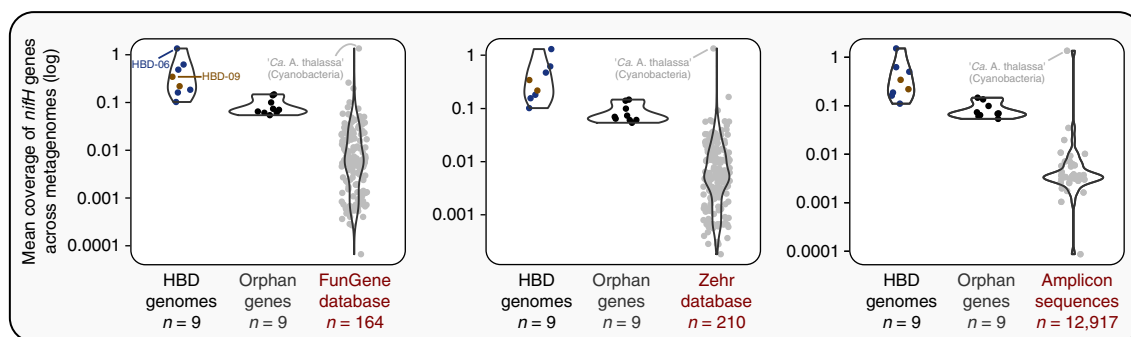 Mean coverage of nifH genes
across metagenomes (log)
1
0.1
0.01
0.001
0.0001
HBD-06
HBD-09
'Ca. A. thalassa'
(Cyanobacteria)
HBD
genomes
n = 9
Orphan
genes
n = 9
FunGene
database
n = 164
1
0.1
0.01
0.001
'Ca. A. thalassa'
(Cyanobacteria)
HBD
genomes
n = 9
Orphan
genes
n = 9
Zehr
database
n = 210
1
0.1
0.01
0.001
0.0001
'Ca. A. thalassa'
(Cyanobacteria)
HBD
genomes
n = 9
Orphan
genes
n = 9
Amplicon
sequences
n = 12,917